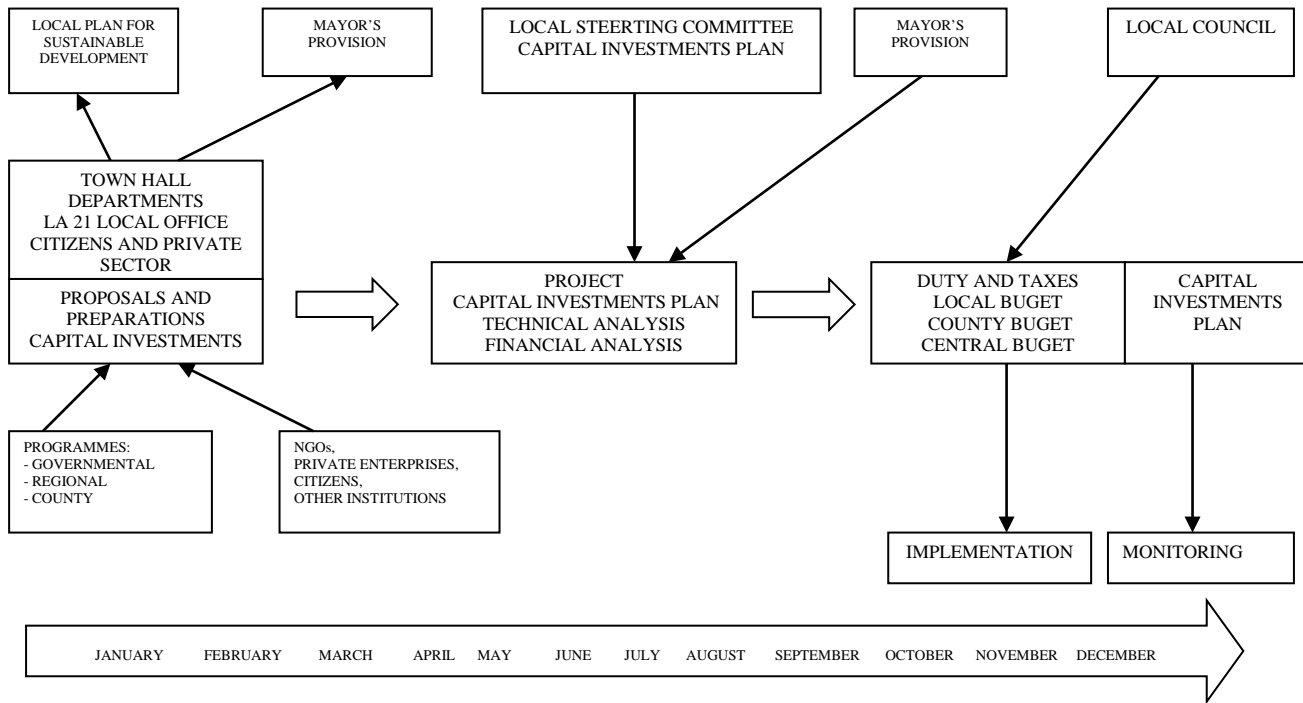 LOCAL PLAN FOR
SUSTAINABLE
DEVELOPMENT
MAYOR'S
PROVISION
LOCAL STEERTING COMMITTEE
CAPITAL INVESTMENTS PLAN
MAYOR'S
PROVISION
LOCAL COUNCIL
TOWN HALL
DEPARTMENTS
LA 21 LOCAL OFFICE
CITIZENS AND PRIVATE
SECTOR
PROPOSALS AND
PREPARATIONS
CAPITAL INVESTMENTS
PROJECT
CAPITAL INVESTMENTS PLAN
TECHNICAL ANALYSIS
FINANCIAL ANALYSIS
DUTY AND TAXES
LOCAL BUGET
COUNTY BUGET
CENTRAL BUGET
CAPITAL
INVESTMENTS
PLAN
PROGRAMMES:
- GOVERNMENTAL
- REGIONAL
- COUNTY
NGOs,
PRIVATE ENTERPRISES,
CITIZENS,
OTHER INSTITUTIONS
IMPLEMENTATION
MONITORING
JANUARY FEBRUARY MARCH APRIL MAY JUNE JULY AUGUST SEPTEMBER OCTOBER NOVEMBER DECEMBER